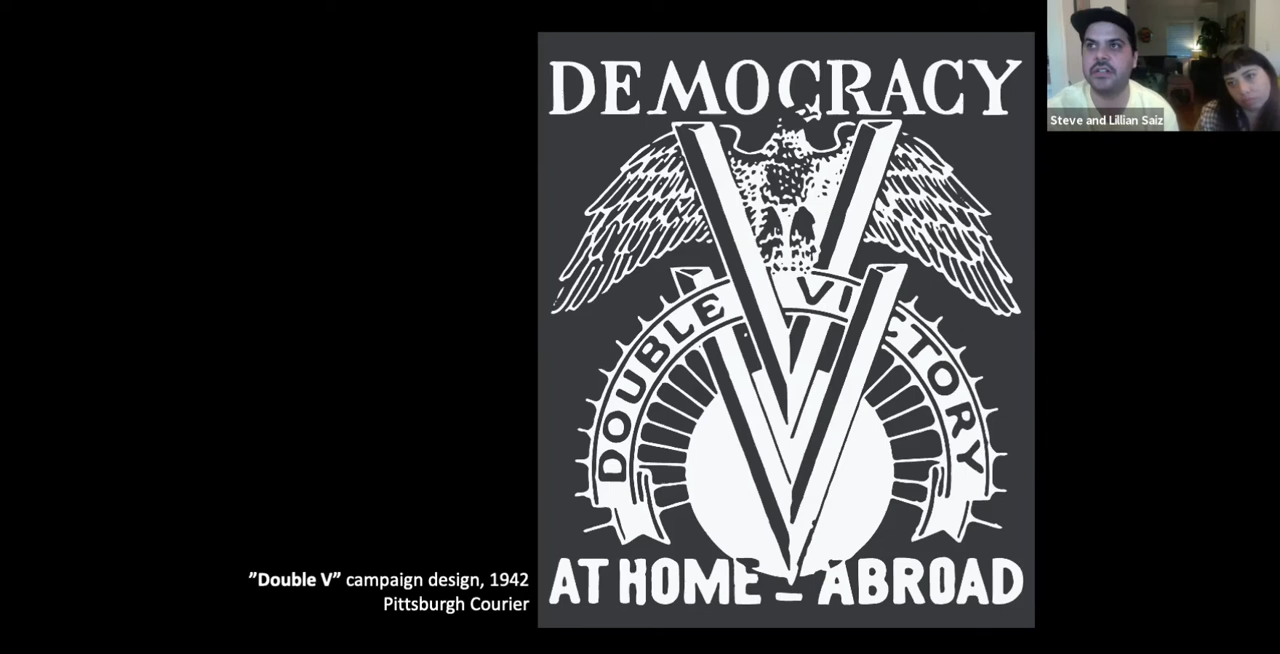 DEMOCRACY
DOUBLE VICTORY
AT HOME – ABROAD
"Double V" campaign design, 1942
Pittsburgh Courier
Steve and Lillian Saiz